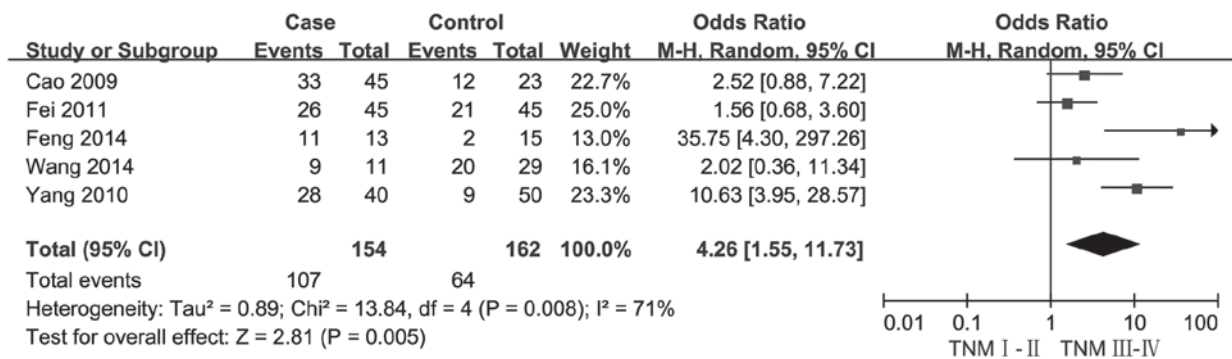 Case Control Odds Ratio Odds Ratio
Study or Subgroup Events Total Events Total Weight M-H, Random, 95% CI M-H, Random, 95% CI
Cao 2009 33 45 12 23 22.7% 2.52 [0.88, 7.22]
Fei 2011 26 45 21 45 25.0% 1.56 [0.68, 3.60]
Feng 2014 11 13 2 15 13.0% 35.75 [4.30, 297.26]
Wang 2014 9 11 20 29 16.1% 2.02 [0.36, 11.34]
Yang 2010 28 40 9 50 23.3% 10.63 [3.95, 28.57]
Total (95% CI) 154 162 100.0% 4.26 [1.55, 11.73]
Total events 107 64
Heterogeneity: Tau² = 0.89; Chi² = 13.84, df = 4 (P = 0.008); I² = 71%
Test for overall effect: Z = 2.81 (P = 0.005)
0.01 0.1 1 10 100
TNM Ⅰ-Ⅱ TNM Ⅲ-Ⅳ